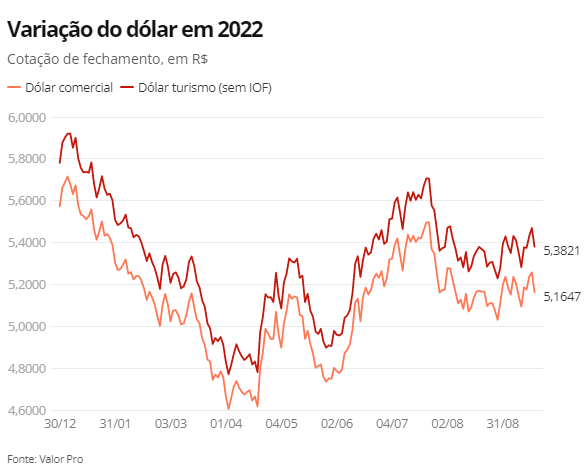 Variação do dólar em 2022
Cotação de fechamento, em R$
Dólar comercial Dólar turismo (sem IOF)
6,0000
5,8000
5,6000
5,4000
5,3821
5,2000
5,1647
5,0000
4,8000
4,6000
30/12 31/01 03/03 01/04 04/05 02/06 04/07 02/08 31/08
Fonte: Valor Pro